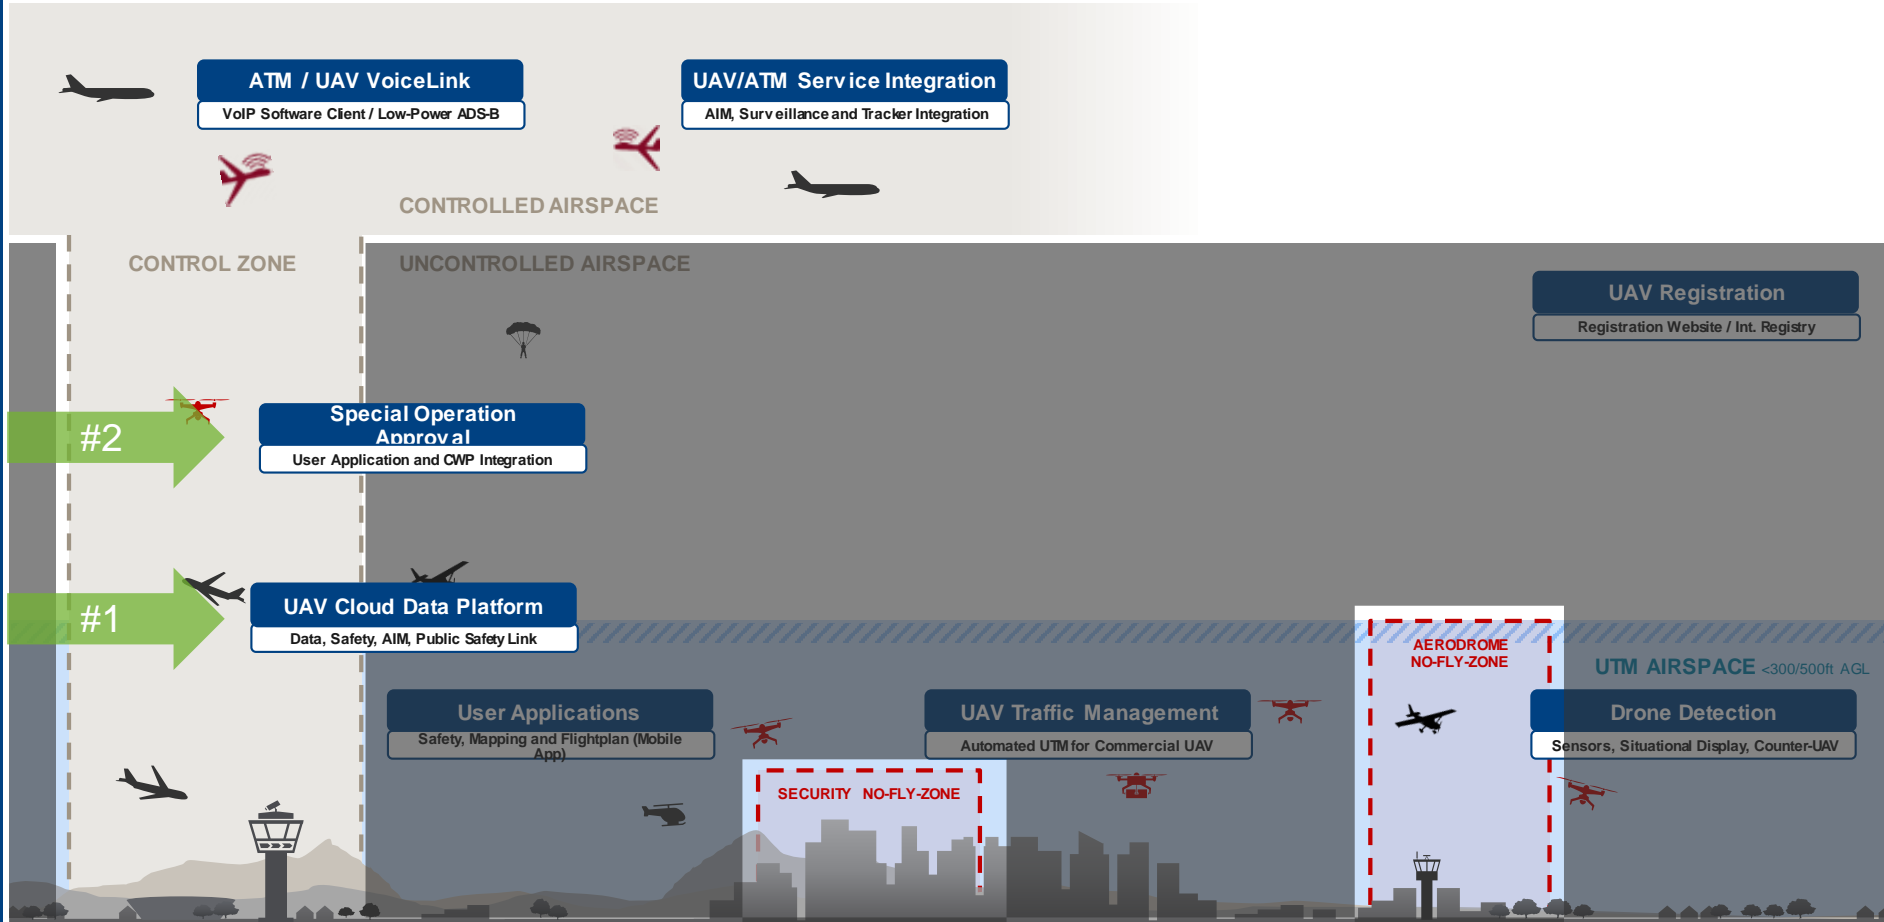 ATM / UAV VoiceLink
VoIP Software Client / Low-Power ADS-B
UAV/ATM Service Integration
AIM, Surveillance and Tracker Integration
CONTROLLED AIRSPACE
CONTROL ZONE
UNCONTROLLED AIRSPACE
UAV Registration
Registration Website / Int. Registry
#2
Special Operation
Approval
User Application and CWP Integration
#1
UAV Cloud Data Platform
Data, Safety, AIM, Public Safety Link
AERODROME
NO-FLY-ZONE
UTM AIRSPACE <300/500ft AGL
User Applications
Safety, Mapping and Flightplan (Mobile
App)
UAV Traffic Management
Automated UTM for Commercial UAV
Drone Detection
Sensors, Situational Display, Counter-UAV
SECURITY NO-FLY-ZONE